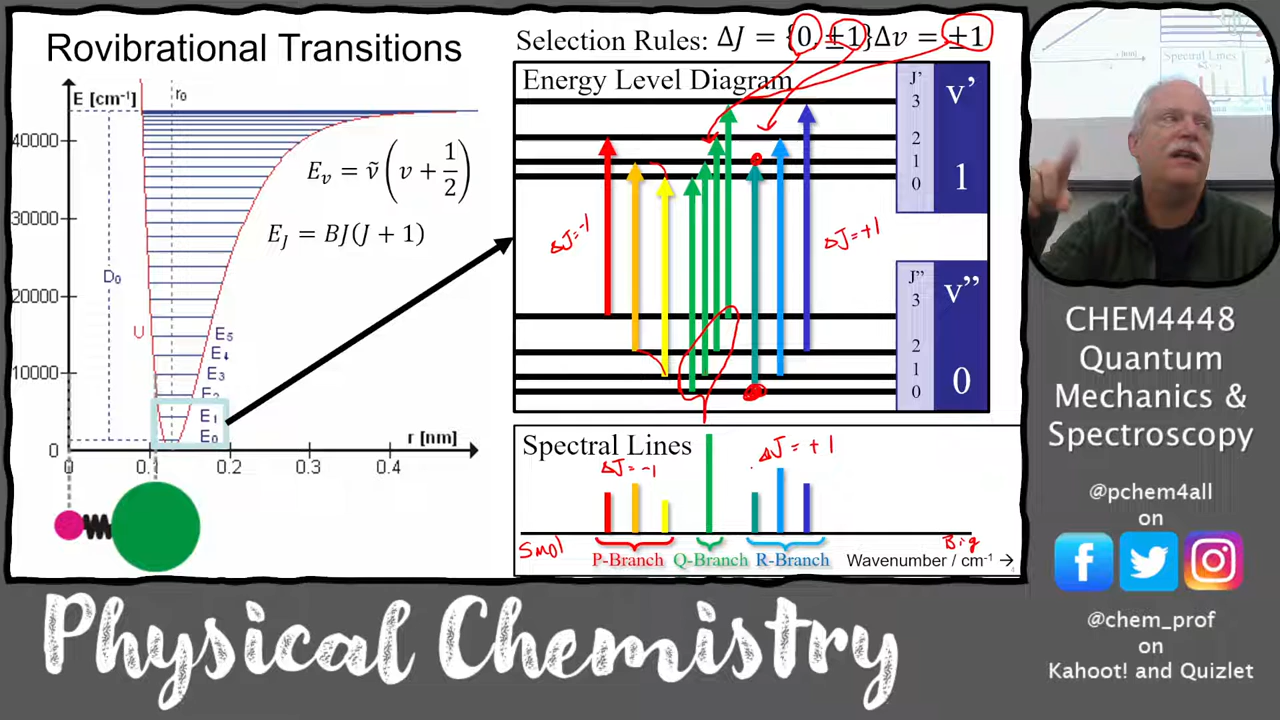 Rovibrational Transitions
E [cm⁻¹]
r₀
40000
30000
20000
10000
0
D₀
U
E₅
E₄
E₃
E₂
E₁
E₀
r [nm]
0
0.1
0.2
0.3
0.4
E_v = ṽ(v + 1/2)
E_J = BJ(J + 1)
Selection Rules: ΔJ = {0, ±1}Δv = ±1
Energy Level Diagram
J'
3
2
1
0
v'
1
ΔJ=-1
ΔJ=+1
J''
3
2
1
0
v''
0
Spectral Lines
ΔJ=-1
ΔJ=+1
Smol
Big
P-Branch
Q-Branch
R-Branch
Wavenumber / cm⁻¹ →
Spectral Lines
CHEM4448
Quantum
Mechanics &
Spectroscopy
@pchem4all
on
@chem_prof
on
Kahoot! and Quizlet
Physical Chemistry